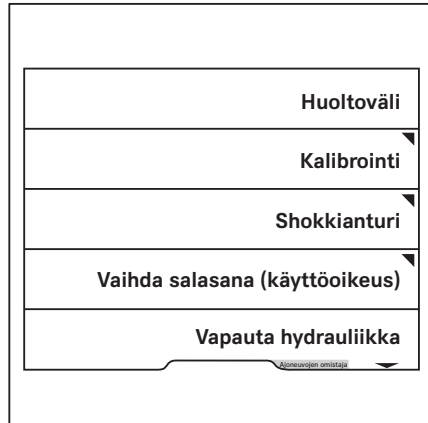 Huoltoväli
Kalibrointi
Shokkianturi
Vaihda salasana (käyttöoikeus)
Vapauta hydrauliikka
Ajoneuvojen omistaja